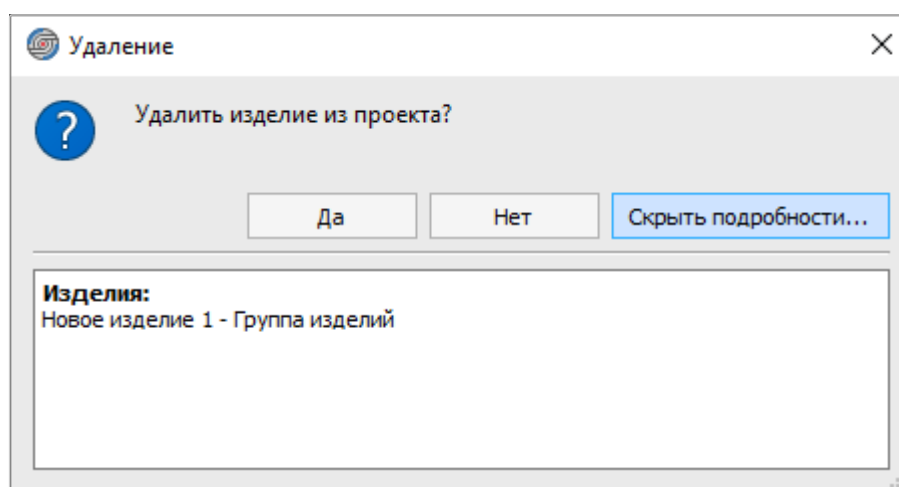 Удаление
Удалить изделие из проекта?
Да
Нет
Скрыть подробности...
Изделия:
Новое изделие 1 - Группа изделий